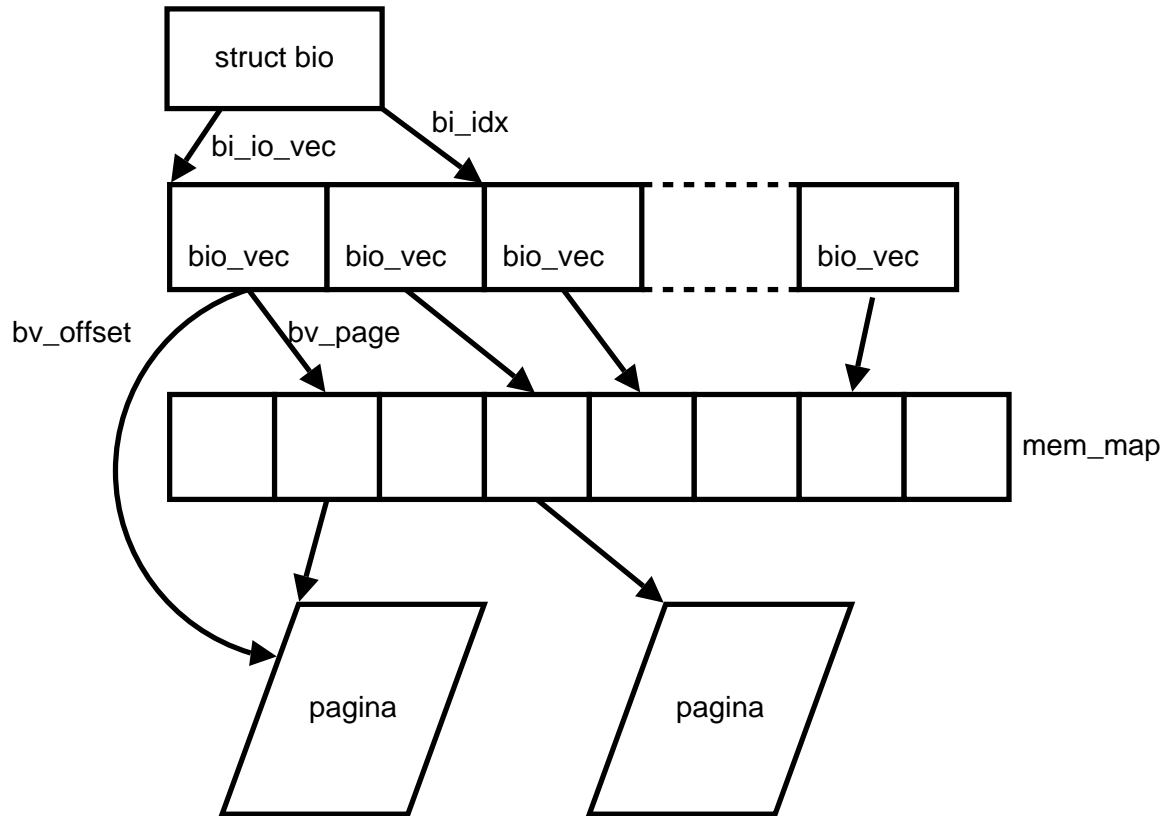 struct bio
bi_idx
bi_io_vec
bio_vec
bio_vec
bio_vec
bio_vec
bv_offset
bv_page
mem_map
pagina
pagina